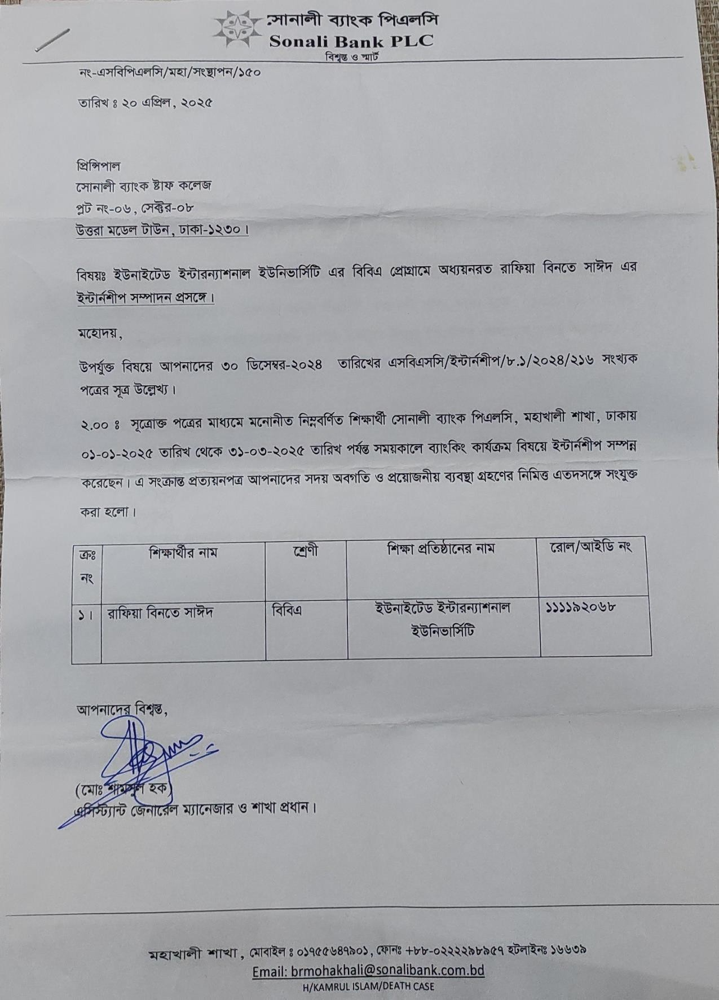 সোনালী ব্যাংক পিএলসি
Sonali Bank PLC
বিশ্বস্ত ও স্মার্ট
নং-এসবিপিএলসি/মহা/সংস্থাপন/১৫০
তারিখ ঃ ২০ এপ্রিল, ২০২৫
প্রিন্সিপাল
সোনালী ব্যাংক ষ্টাফ কলেজ
প্লট নং-০৬, সেক্টর-০৮
উত্তরা মডেল টাউন, ঢাকা-১২৩০।
বিষয়ঃ ইউনাইটেড ইন্টারন্যাশনাল ইউনিভার্সিটি এর বিবিএ প্রোগ্রামে অধ্যয়নরত রাফিয়া বিনতে সাঈদ এর
ইন্টার্নশীপ সম্পাদন প্রসঙ্গে।
মহোদয়,
উপর্যুক্ত বিষয়ে আপনাদের ৩০ ডিসেম্বর-২০২৪ তারিখের এসবিএসসি/ইন্টার্নশীপ/৮.১/২০২৪/২১৬ সংখ্যক
পত্রের সূত্র উল্লেখ্য।
২.০০ ঃ সূত্রোক্ত পত্রের মাধ্যমে মনোনীত নিম্নবর্ণিত শিক্ষার্থী সোনালী ব্যাংক পিএলসি, মহাখালী শাখা, ঢাকায়
০১-০১-২০২৫ তারিখ থেকে ৩১-০৩-২০২৫ তারিখ পর্যন্ত সময়কালে ব্যাংকিং কার্যক্রম বিষয়ে ইন্টার্নশীপ সম্পন্ন
করেছেন। এ সংক্রান্ত প্রত্যয়নপত্র আপনাদের সদয় অবগতি ও প্রয়োজনীয় ব্যবস্থা গ্রহণের নিমিত্ত এতদসঙ্গে সংযুক্ত
করা হলো।
ক্রঃ নং শিক্ষার্থীর নাম শ্রেণী শিক্ষা প্রতিষ্ঠানের নাম রোল/আইডি নং
১। রাফিয়া বিনতে সাঈদ বিবিএ ইউনাইটেড ইন্টারন্যাশনাল ১১১১৯২০৬৮
ইউনিভার্সিটি
আপনাদের বিশ্বস্ত,
(মোঃ শামসুল হক)
এসিস্ট্যান্ট জেনারেল ম্যানেজার ও শাখা প্রধান।
মহাখালী শাখা, মোবাইল ঃ ০১৭৫৫৬৪৭৯০১, ফোনঃ +৮৮-০২২২২৯৮৯৫৭ হটলাইনঃ ১৬৬৩৯
Email: brmohakhali@sonalibank.com.bd
H/KAMRUL ISLAM/DEATH CASE